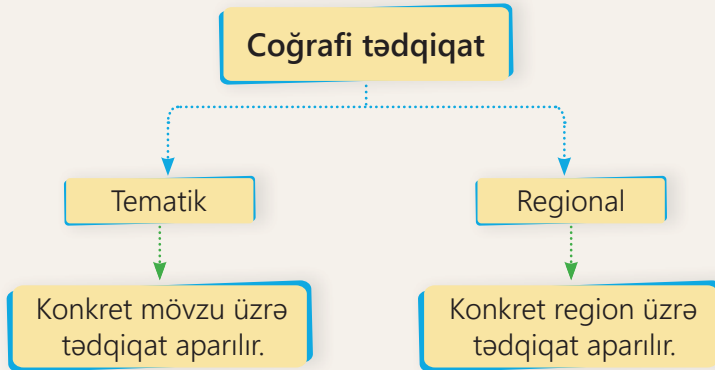 Coğrafi tədqiqat
Tematik
Regional
Konkret mövzu üzrə
tədqiqat aparılır.
Konkret region üzrə
tədqiqat aparılır.